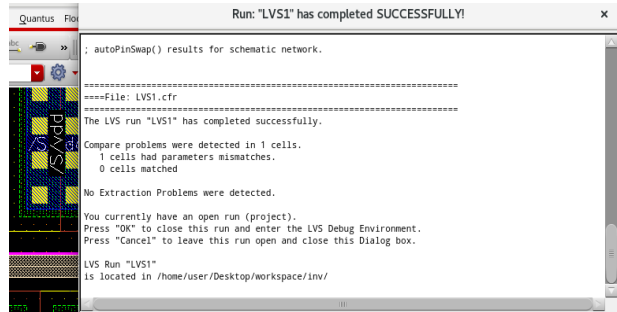 Quantus Flo
Run: "LVS1" has completed SUCCESSFULLY!
; autoPinSwap() results for schematic network.
========================================================================
====File: LVS1.cfr
========================================================================
The LVS run "LVS1" has completed successfully.
Compare problems were detected in 1 cells.
1 cells had parameters mismatches.
0 cells matched
No Extraction Problems were detected.
You currently have an open run (project).
Press "OK" to close this run and enter the LVS Debug Environment.
Press "Cancel" to leave this run open and close this Dialog box.
LVS Run "LVS1"
is located in /home/user/Desktop/workspace/inv/